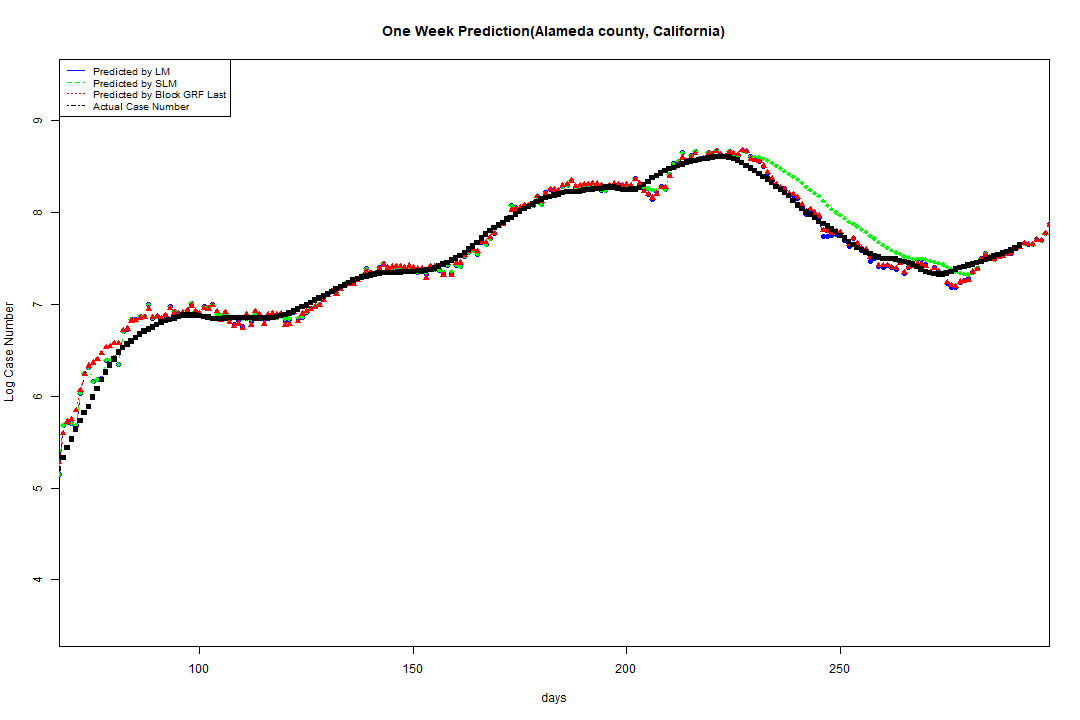 One Week Prediction(Alameda county, California)
Predicted by LM
Predicted by SLM
Predicted by Block GRF Last
Actual Case Number
9
8
7
6
5
4
Log Case Number
100 150 200 250
days